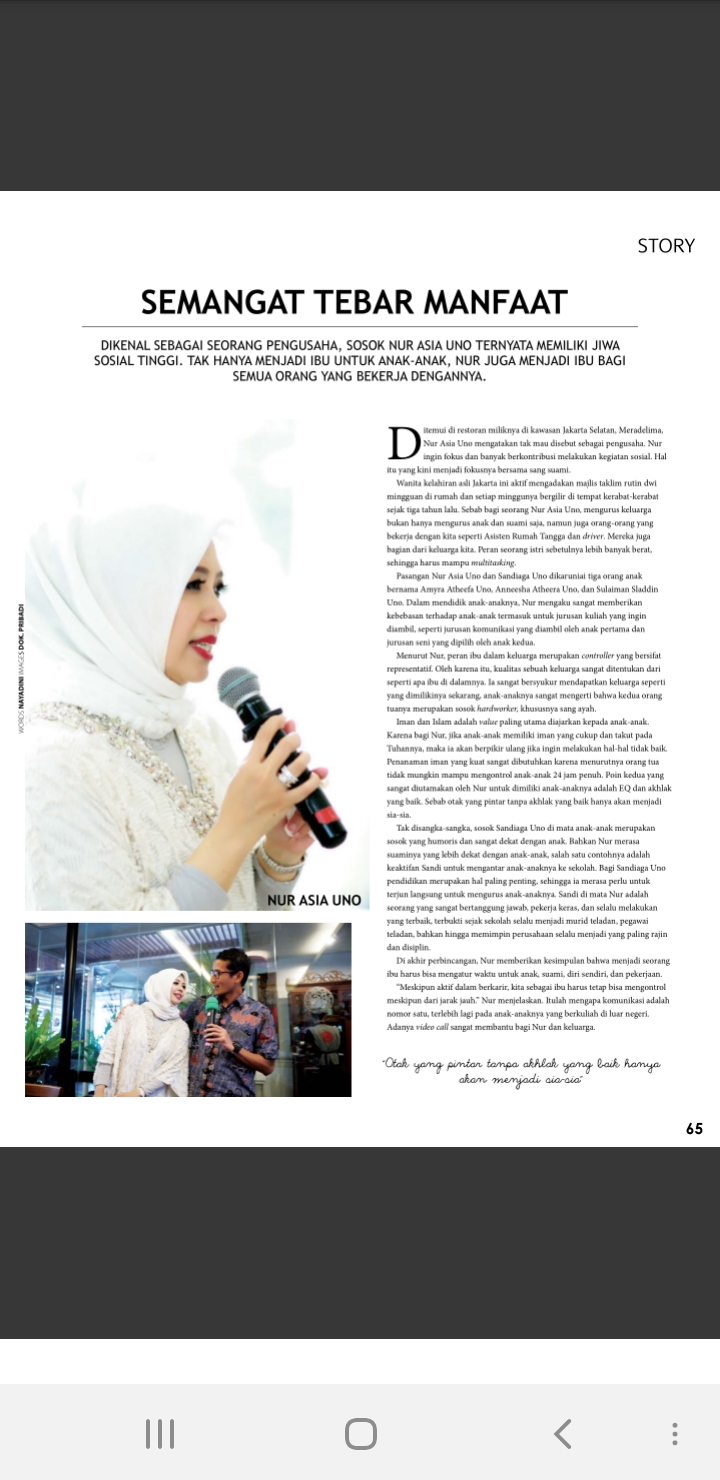 STORY
SEMANGAT TEBAR MANFAAT
DIKENAL SEBAGAI SEORANG PENGUSAHA, SOSOK NUR ASIA UNO TERNYATA MEMILIKI JIWA
SOSIAL TINGGI. TAK HANYA MENJADI IBU UNTUK ANAK-ANAK, NUR JUGA MENJADI IBU BAGI
SEMUA ORANG YANG BEKERJA DENGANNYA.
WORDS NAYADINI IMAGES DOK. PRIBADI
NUR ASIA UNO
Ditemui di restoran miliknya di kawasan Jakarta Selatan, Meradelima,
Nur Asia Uno mengatakan tak mau disebut sebagai pengusaha. Nur
ingin fokus dan banyak berkontribusi melakukan kegiatan sosial. Hal
itu yang kini menjadi fokusnya bersama sang suami.
Wanita kelahiran asli Jakarta ini aktif mengadakan majlis taklim rutin dwi
mingguan di rumah dan setiap minggunya bergilir di tempat kerabat-kerabat
sejak tiga tahun lalu. Sebab bagi seorang Nur Asia Uno, mengurus keluarga
bukan hanya mengurus anak dan suami saja, namun juga orang-orang yang
bekerja dengan kita seperti Asisten Rumah Tangga dan driver. Mereka juga
bagian dari keluarga kita. Peran seorang istri sebetulnya lebih banyak berat,
sehingga harus mampu multitasking.
Pasangan Nur Asia Uno dan Sandiaga Uno dikaruniai tiga orang anak
bernama Amyra Atheefa Uno, Anneesha Atheera Uno, dan Sulaiman Sladdin
Uno. Dalam mendidik anak-anaknya, Nur mengaku sangat memberikan
kebebasan terhadap anak-anak termasuk untuk jurusan kuliah yang ingin
diambil, seperti jurusan komunikasi yang diambil oleh anak pertama dan
jurusan seni yang dipilih oleh anak kedua.
Menurut Nur, peran ibu dalam keluarga merupakan controller yang bersifat
representatif. Oleh karena itu, kualitas sebuah keluarga sangat ditentukan dari
seperti apa ibu di dalamnya. Ia sangat bersyukur mendapatkan keluarga seperti
yang dimilikinya sekarang, anak-anaknya sangat mengerti bahwa kedua orang
tuanya merupakan sosok hardworker, khususnya sang ayah.
Iman dan Islam adalah value paling utama diajarkan kepada anak-anak.
Karena bagi Nur, jika anak-anak memiliki iman yang cukup dan takut pada
Tuhannya, maka ia akan berpikir ulang jika ingin melakukan hal-hal tidak baik.
Penanaman iman yang kuat sangat dibutuhkan karena menurutnya orang tua
tidak mungkin mampu mengontrol anak-anak 24 jam penuh. Poin kedua yang
sangat diutamakan oleh Nur untuk dimiliki anak-anaknya adalah EQ dan akhlak
yang baik. Sebab otak yang pintar tanpa akhlak yang baik hanya akan menjadi
sia-sia.
Tak disangka-sangka, sosok Sandiaga Uno di mata anak-anak merupakan
sosok yang humoris dan sangat dekat dengan anak. Bahkan Nur merasa
suaminya yang lebih dekat dengan anak-anak, salah satu contohnya adalah
keaktifan Sandi untuk mengantar anak-anaknya ke sekolah. Bagi Sandiaga Uno
pendidikan merupakan hal paling penting, sehingga ia merasa perlu untuk
terjun langsung untuk mengurus anak-anaknya. Sandi di mata Nur adalah
seorang yang sangat bertanggung jawab, pekerja keras, dan selalu melakukan
yang terbaik, terbukti sejak sekolah selalu menjadi murid teladan, pegawai
teladan, bahkan hingga memimpin perusahaan selalu menjadi yang paling rajin
dan disiplin.
Di akhir perbincangan, Nur memberikan kesimpulan bahwa menjadi seorang
ibu harus bisa mengatur waktu untuk anak, suami, diri sendiri, dan pekerjaan.
"Meskipun aktif dalam berkarir, kita sebagai ibu harus tetap bisa mengontrol
meskipun dari jarak jauh." Nur menjelaskan. Itulah mengapa komunikasi adalah
nomor satu, terlebih lagi pada anak-anaknya yang berkuliah di luar negeri.
Adanya video call sangat membantu bagi Nur dan keluarga.
"Otak yang pintar tanpa akhlak yang baik hanya
akan menjadi sia-sia"
65